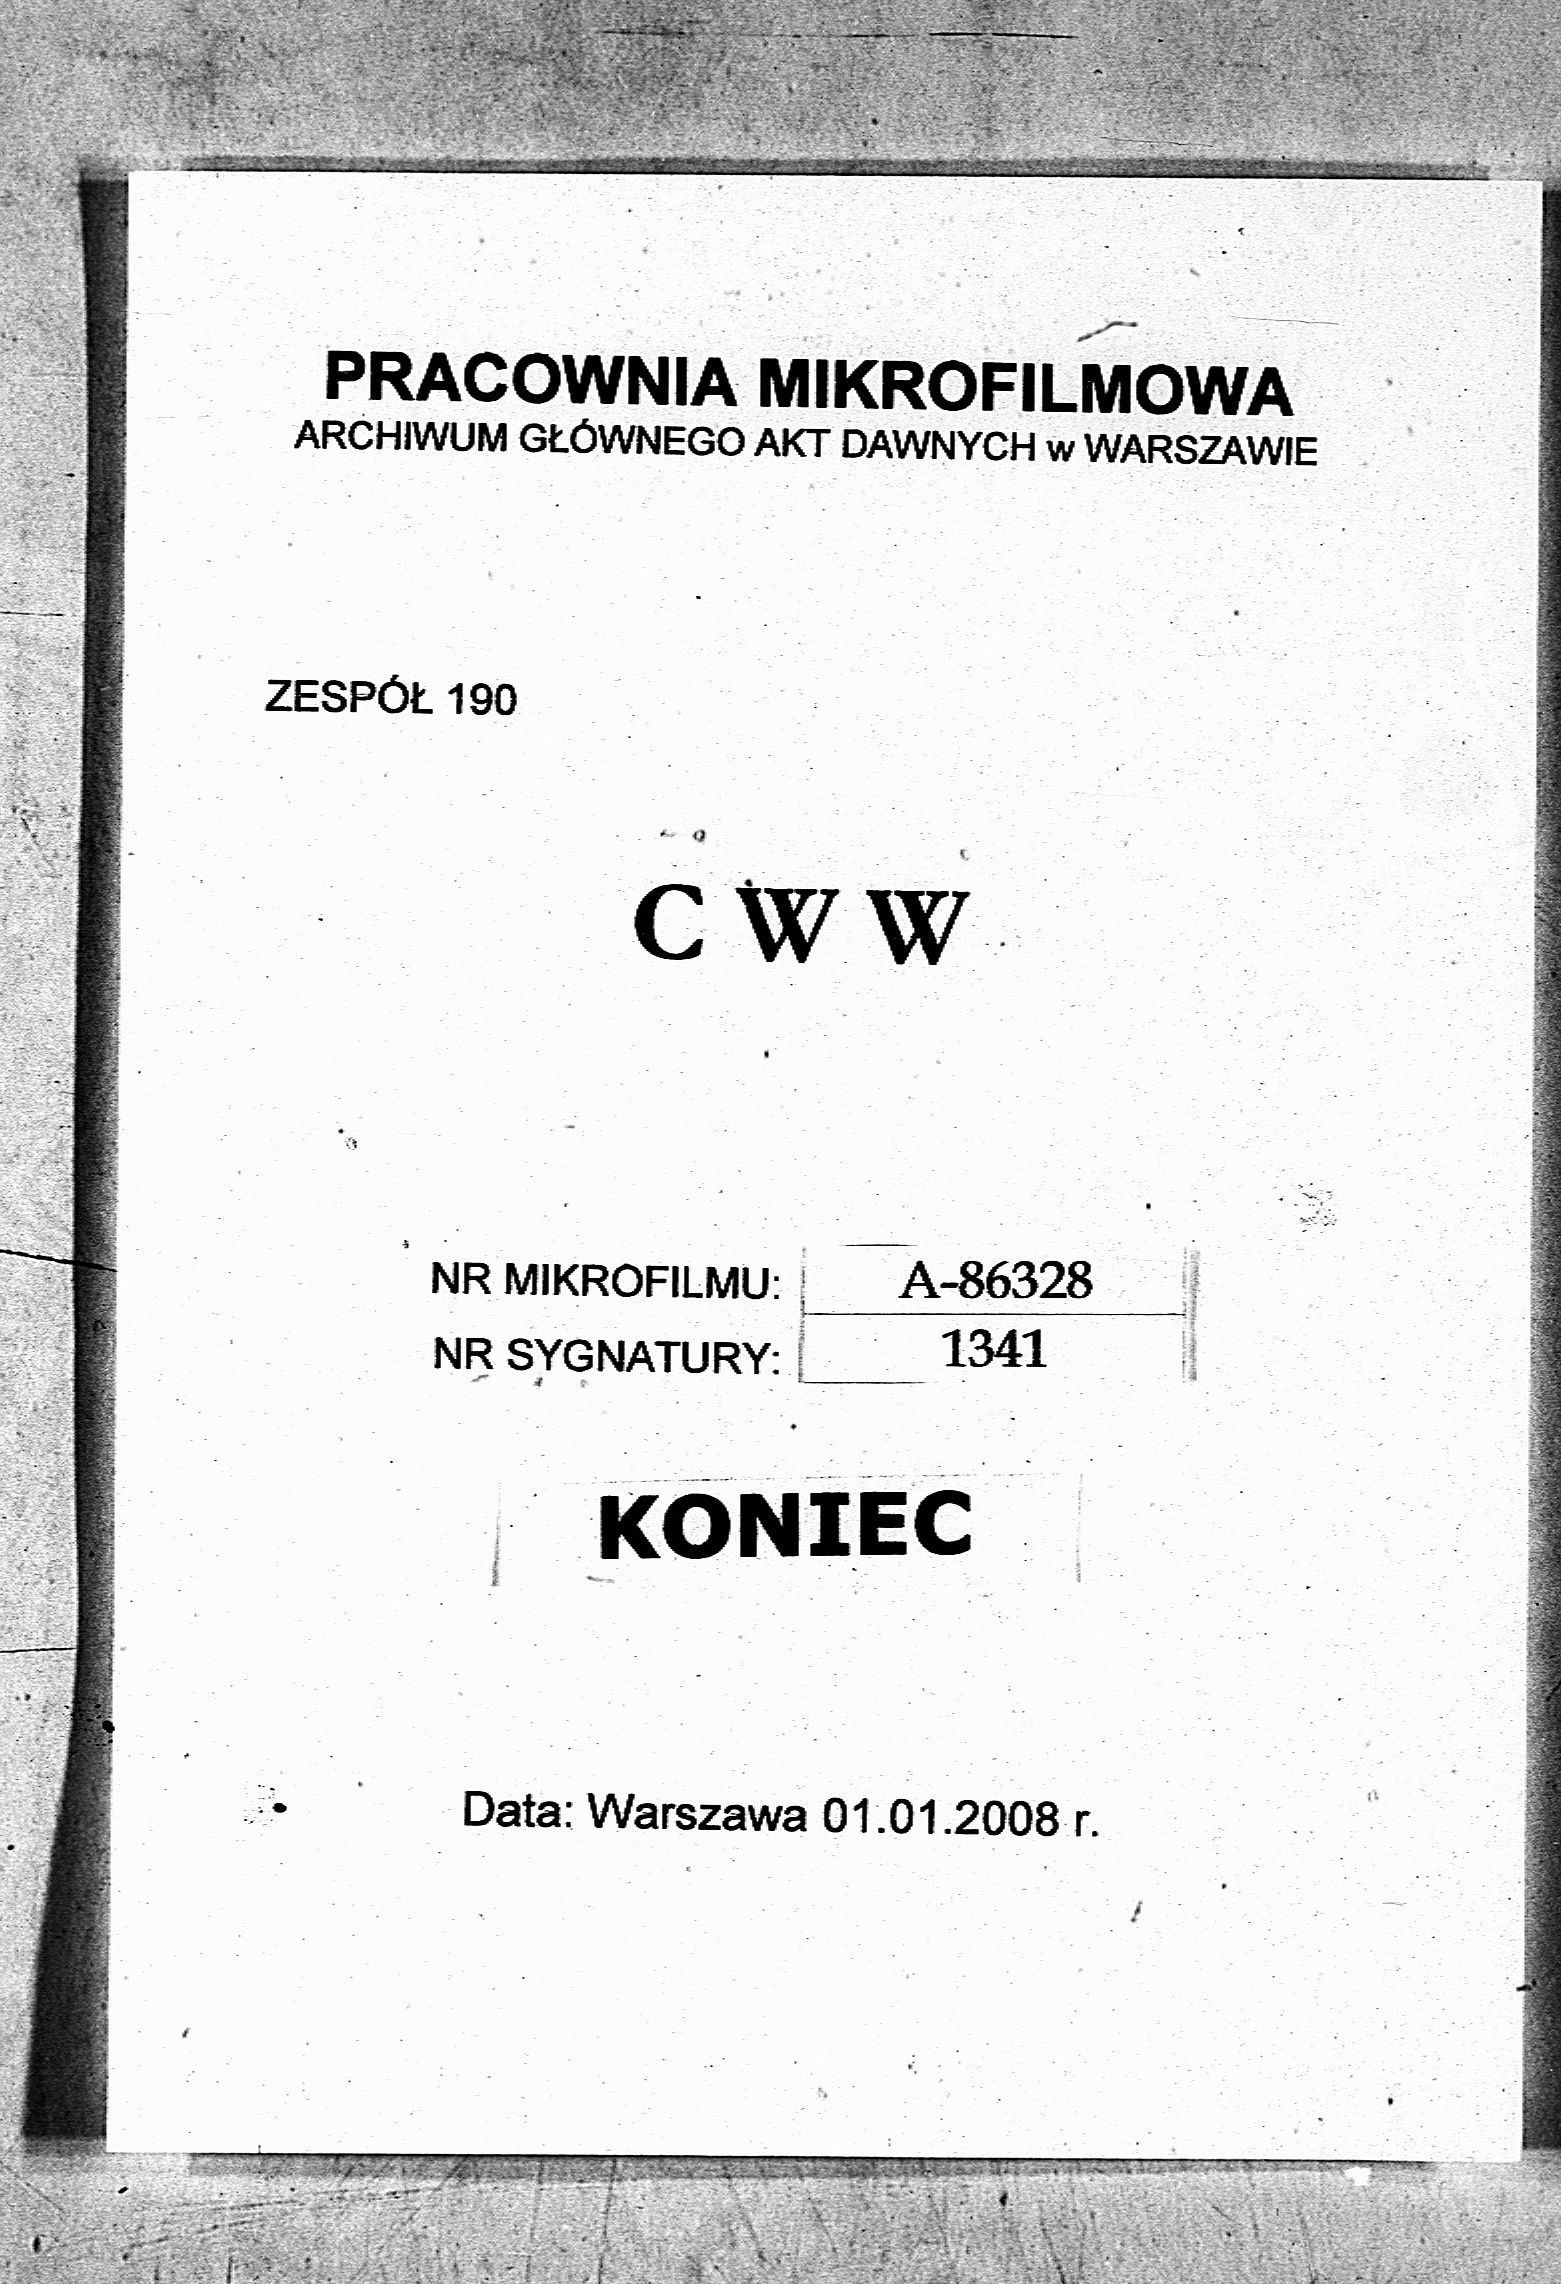 PRACOWNIA MIKROFILMOWA
ARCHIWUM GŁÓWNEGO AKT DAWNYCH w WARSZAWIE
ZESPÓŁ 190
C W W
NR MIKROFILMU: A-86328
NR SYGNATURY: 1341
KONIEC
Data: Warszawa 01.01.2008 r.